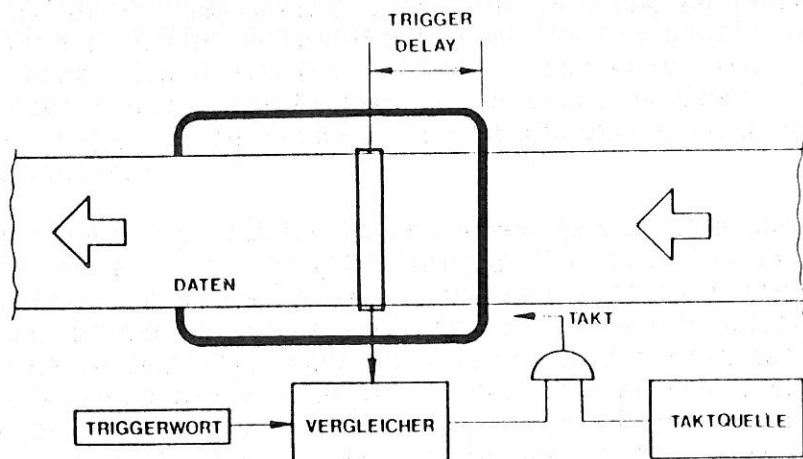 TRIGGER
DELAY
DATEN
TAKT
TRIGGERWORT
VERGLEICHER
TAKTQUELLE